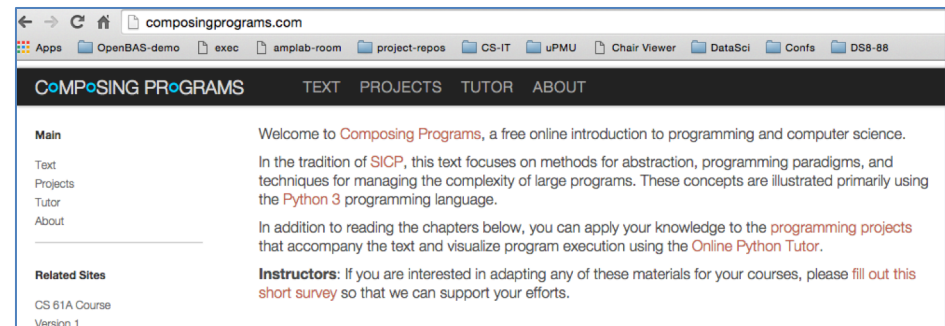 composingprograms.com
Apps OpenBAS-demo exec amplab-room project-repos CS-IT uPMU Chair Viewer DataSci Confs DS8-88
COMPOSING PROGRAMS TEXT PROJECTS TUTOR ABOUT
Main
Text
Projects
Tutor
About
Related Sites
CS 61A Course
Version 1
Welcome to Composing Programs, a free online introduction to programming and computer science.
In the tradition of SICP, this text focuses on methods for abstraction, programming paradigms, and
techniques for managing the complexity of large programs. These concepts are illustrated primarily using
the Python 3 programming language.
In addition to reading the chapters below, you can apply your knowledge to the programming projects
that accompany the text and visualize program execution using the Online Python Tutor.
Instructors: If you are interested in adapting any of these materials for your courses, please fill out this
short survey so that we can support your efforts.